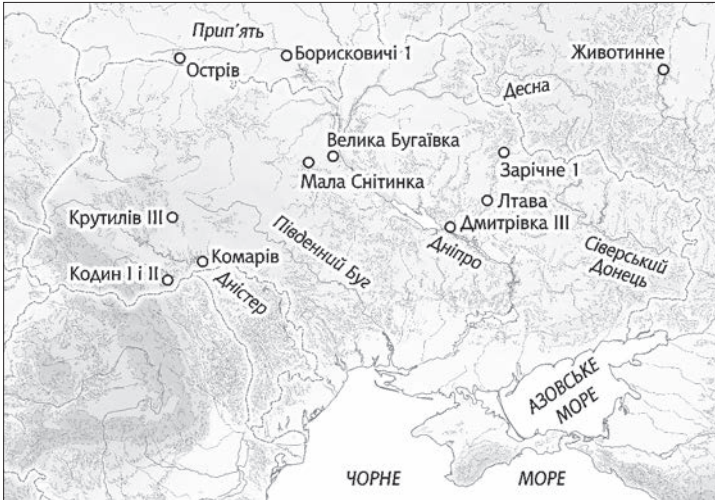 Прип'ять
Борисковичі 1
Животинне
Острів
Десна
Велика Бугаївка
Зарічне 1
Мала Снітинка
Лтава
Крутилів III
Дмитрівка III
Південний Буг
Дніпро
Сіверський
Донець
Комарів
Кодин I і II
Дністер
АЗОВСЬКЕ
МОРЕ
ЧОРНЕ
МОРЕ